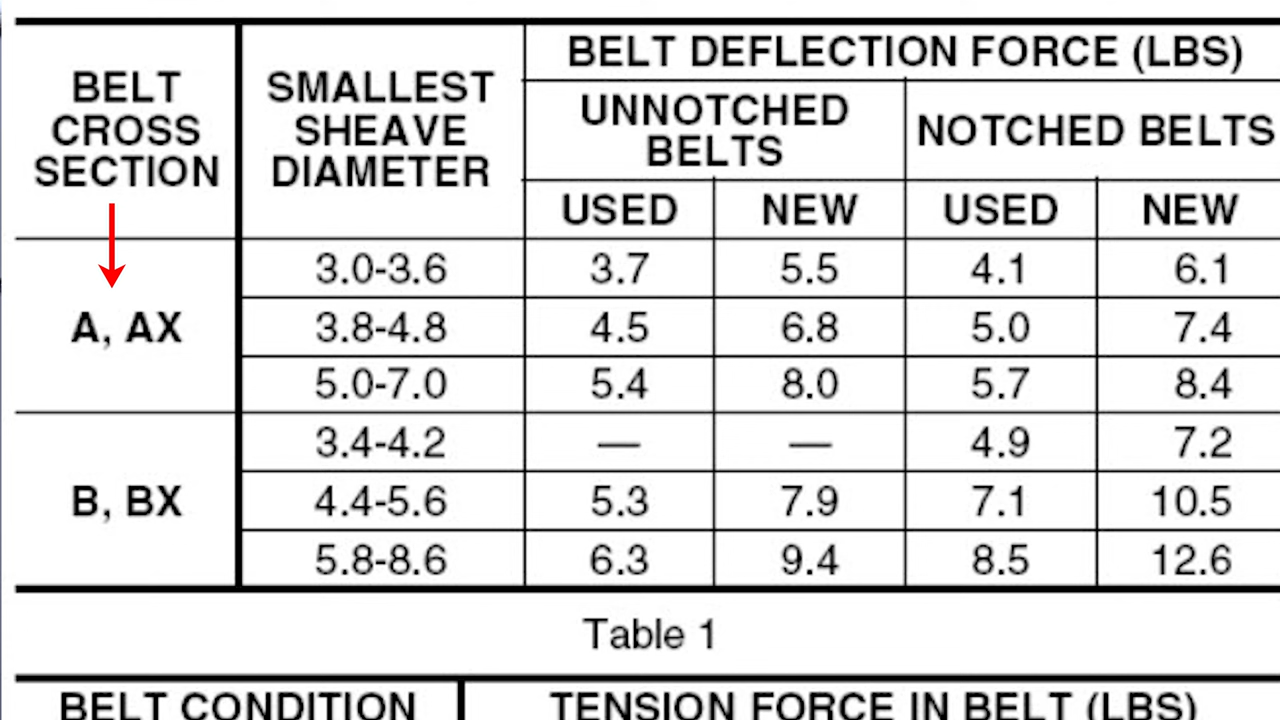 BELT DEFLECTION FORCE (LBS)
BELT
CROSS
SECTION
SMALLEST
SHEAVE
DIAMETER
UNNOTCHED
BELTS
NOTCHED BELTS
USED NEW USED NEW
A, AX
3.0-3.6 3.7 5.5 4.1 6.1
3.8-4.8 4.5 6.8 5.0 7.4
5.0-7.0 5.4 8.0 5.7 8.4
B, BX
3.4-4.2 — — 4.9 7.2
4.4-5.6 5.3 7.9 7.1 10.5
5.8-8.6 6.3 9.4 8.5 12.6
Table 1
BELT CONDITION TENSION FORCE IN BELT (LBS)